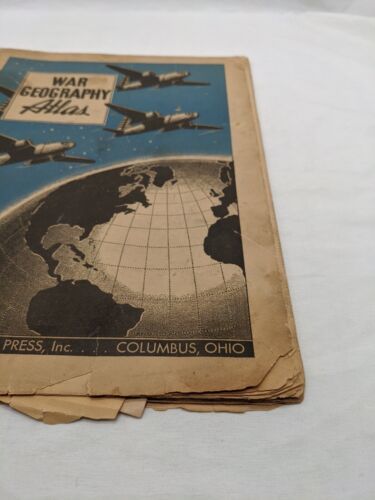 WAR
GEOGRAPHY
Atlas
PRESS, Inc. . . . . COLUMBUS, OHIO